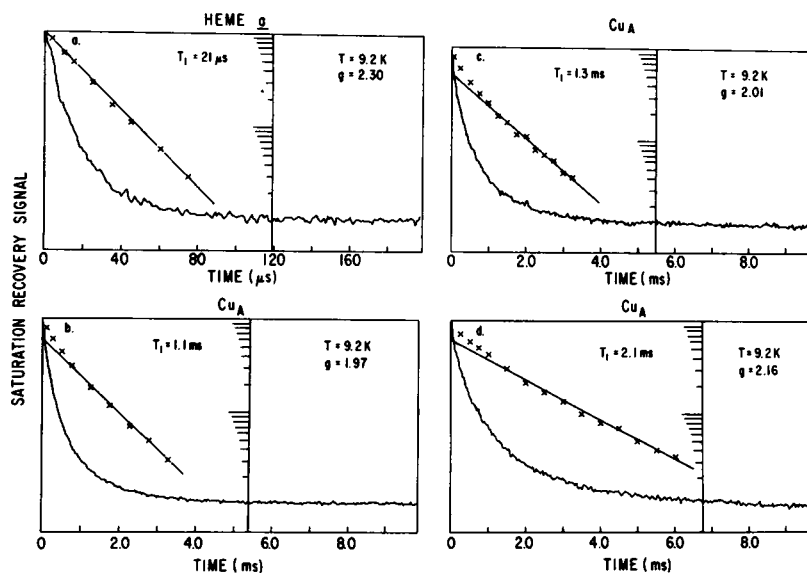 SATURATION RECOVERY SIGNAL
HEME a
a.
T₁ = 21 μs
T = 9.2 K
g = 2.30
0 40 80 120 160
TIME (μs)
CuA
c.
T₁ = 1.3 ms
T = 9.2 K
g = 2.01
0 2.0 4.0 6.0 8.0
TIME (ms)
CuA
b.
T₁ = 1.1 ms
T = 9.2 K
g = 1.97
0 2.0 4.0 6.0 8.0
TIME (ms)
CuA
d.
T₁ = 2.1 ms
T = 9.2 K
g = 2.16
0 2.0 4.0 6.0 8.0
TIME (ms)